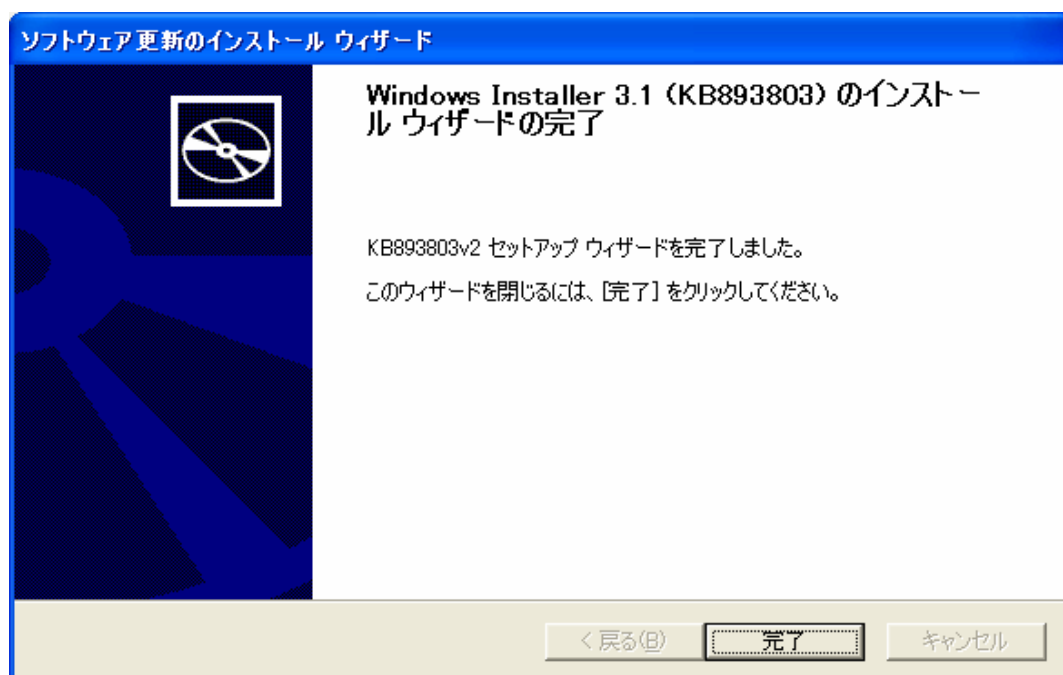 ソフトウェア更新のインストール ウィザード
Windows Installer 3.1 (KB893803) のインストー
ル ウィザードの完了
KB893803v2 セットアップ ウィザードを完了しました。
このウィザードを閉じるには、[完了] をクリックしてください。
< 戻る(B) 完了 キャンセル